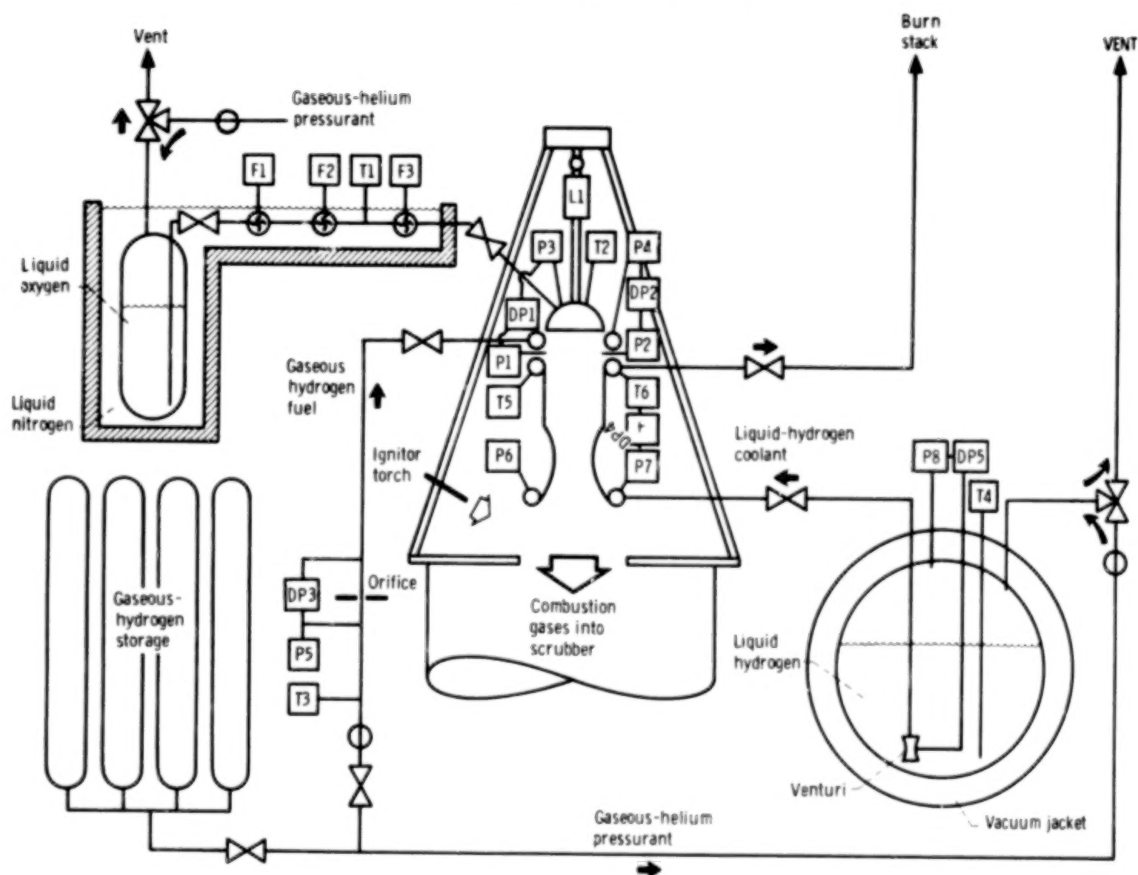 Vent
Burn
stack
VENT
Gaseous-helium
pressurant
F1
F2
T1
F3
L1
P3
T2
P4
Liquid
oxygen
DP1
DP2
P1
P2
Gaseous
hydrogen
fuel
Liquid
nitrogen
T5
T6
Ignitor
torch
P6
P7
Liquid-hydrogen
coolant
P8
DP5
T4
Gaseous-
hydrogen
storage
DP3
Orifice
P5
T3
Combustion
gases into
scrubber
Liquid
hydrogen
Venturi
Vacuum jacket
Gaseous-helium
pressurant